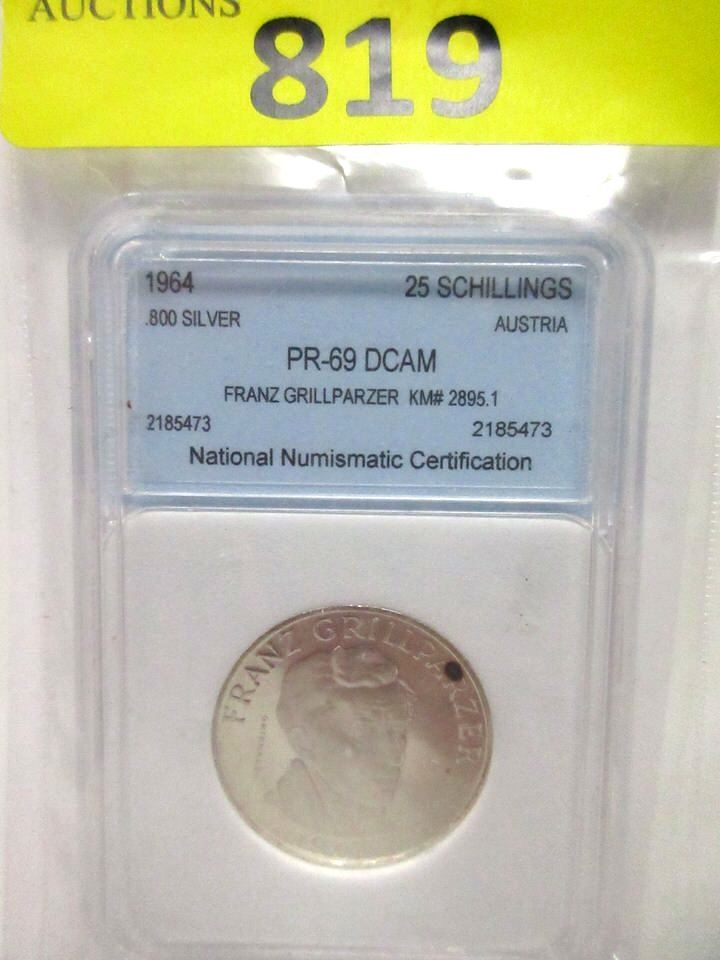 AUCTIONS
819
1964 25 SCHILLINGS
.800 SILVER AUSTRIA
PR-69 DCAM
FRANZ GRILLPARZER KM# 2895.1
2185473 2185473
National Numismatic Certification
FRANZ GRILLPARZER